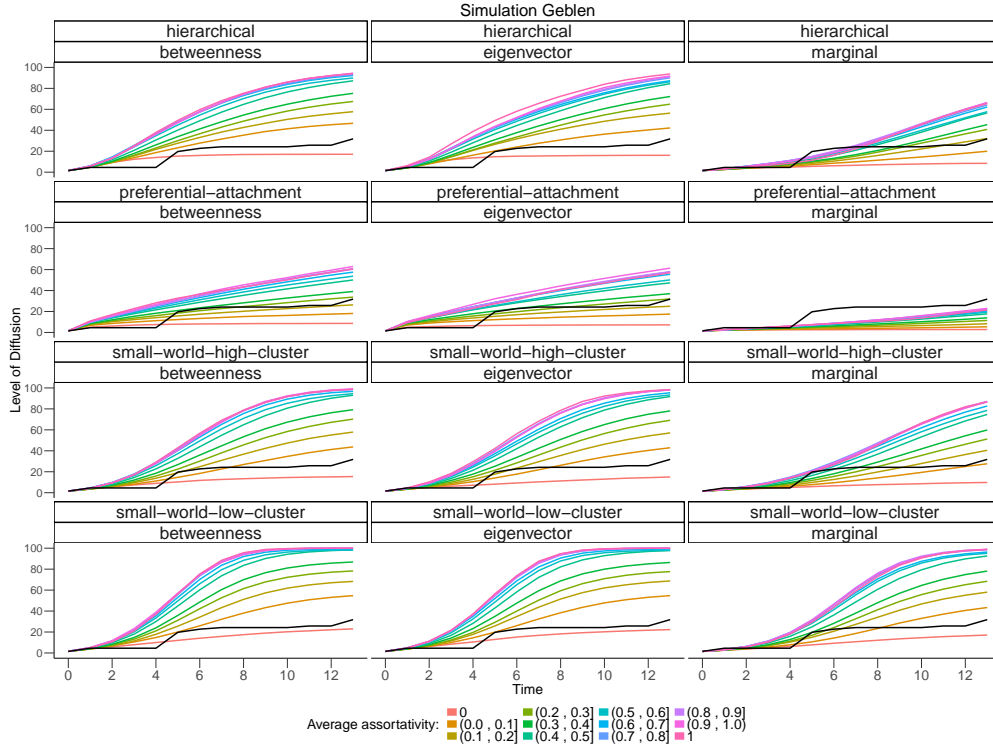 Simulation Geblen
hierarchical hierarchical hierarchical
betweenness eigenvector marginal
100
80
60
40
20
0
preferential−attachment preferential−attachment preferential−attachment
betweenness eigenvector marginal
100
80
60
40
20
0
small−world−high−cluster small−world−high−cluster small−world−high−cluster
betweenness eigenvector marginal
100
80
60
40
20
0
small−world−low−cluster small−world−low−cluster small−world−low−cluster
betweenness eigenvector marginal
100
80
60
40
20
0
0 2 4 6 8 10 12 0 2 4 6 8 10 12 0 2 4 6 8 10 12
Level of Diffusion
Time
Average assortativity:
0 (0.2 , 0.3] (0.5 , 0.6] (0.8 , 0.9]
(0.0 , 0.1] (0.3 , 0.4] (0.6 , 0.7] (0.9 , 1.0)
(0.1 , 0.2] (0.4 , 0.5] (0.7 , 0.8] 1